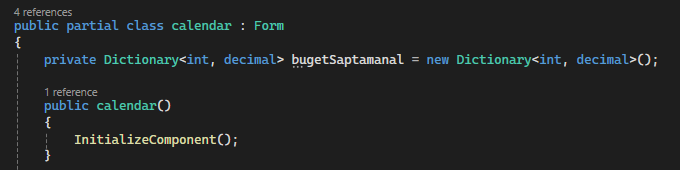 4 references
public partial class calendar : Form
{
private Dictionary<int, decimal> bugetSaptamanal = new Dictionary<int, decimal>();
1 reference
public calendar()
{
InitializeComponent();
}